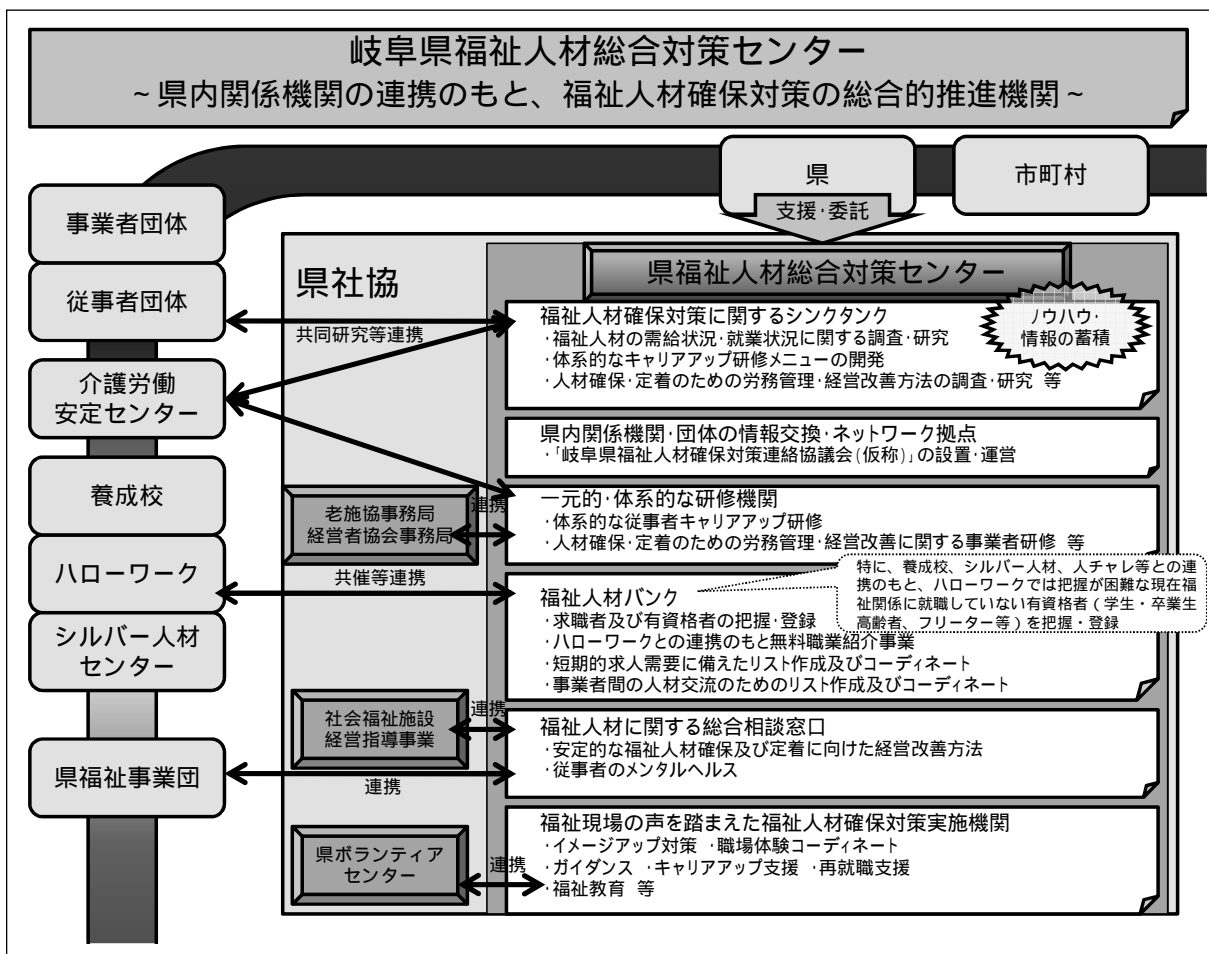 岐阜県福祉人材総合対策センター
~県内関係機関の連携のもと、福祉人材確保対策の総合的推進機関~
県
市町村
支援・委託
事業者団体
従事者団体
介護労働
安定センター
養成校
ハローワーク
シルバー人材
センター
県福祉事業団
県社協
県福祉人材総合対策センター
共同研究等連携
福祉人材確保対策に関するシンクタンク
・福祉人材の需給状況・就業状況に関する調査・研究
・体系的なキャリアアップ研修メニューの開発
・人材確保・定着のための労務管理・経営改善方法の調査・研究 等
ノウハウ・
情報の蓄積
県内関係機関・団体の情報交換・ネットワーク拠点
・「岐阜県福祉人材確保対策連絡協議会(仮称)」の設置・運営
老施協事務局
経営者協会事務局
連携
一元的・体系的な研修機関
・体系的な従事者キャリアアップ研修
・人材確保・定着のための労務管理・経営改善に関する事業者研修 等
共催等連携
福祉人材バンク
・求職者及び有資格者の把握・登録
・ハローワークとの連携のもと無料職業紹介事業
・短期的求人需要に備えたリスト作成及びコーディネート
・事業者間の人材交流のためのリスト作成及びコーディネート
特に、養成校、シルバー人材、人チャレ等との連
携のもと、ハローワークでは把握が困難な現在福
祉関係に就職していない有資格者(学生・卒業生
高齢者、フリーター等)を把握・登録
社会福祉施設
経営指導事業
連携
福祉人材に関する総合相談窓口
・安定的な福祉人材確保及び定着に向けた経営改善方法
・従事者のメンタルヘルス
連携
県ボランティア
センター
連携
福祉現場の声を踏まえた福祉人材確保対策実施機関
・イメージアップ対策 ・職場体験コーディネート
・ガイダンス ・キャリアアップ支援 ・再就職支援
・福祉教育 等